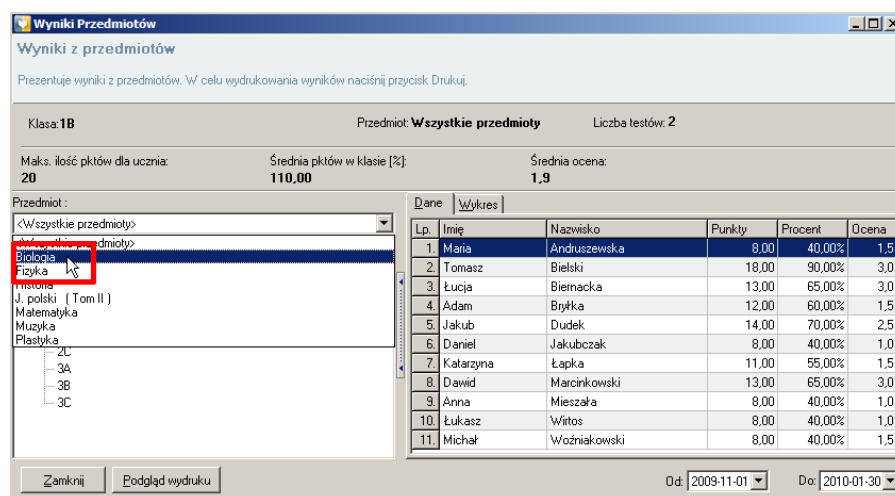 Wyniki Przedmiotów
Wyniki z przedmiotów
Prezentuje wyniki z przedmiotów. W celu wydrukowania wyników naciśnij przycisk Drukuj.
Klasa:1B Przedmiot: Wszystkie przedmioty Liczba testów: 2
Maks. ilość pktów dla ucznia: Średnia pktów w klasie [%]: Średnia ocena:
20 110,00 1,9
Przedmiot : Dane Wykres
<Wszystkie przedmioty>
<Wszystkie przedmioty>
Biologia
Fizyka
Historia
J. polski ( Tom II )
Matematyka
Muzyka
Plastyka
2C
3A
3B
3C
Lp. Imię Nazwisko Punkty Procent Ocena
1. Maria Andruszewska 8,00 40,00% 1,5
2. Tomasz Bielski 18,00 90,00% 3,0
3. Łucja Biernacka 13,00 65,00% 3,0
4. Adam Bryłka 12,00 60,00% 1,5
5. Jakub Dudek 14,00 70,00% 2,5
6. Daniel Jakubczak 8,00 40,00% 1,0
7. Katarzyna Łapka 11,00 55,00% 1,5
8. Dawid Marcinkowski 13,00 65,00% 3,0
9. Anna Mieszała 8,00 40,00% 1,0
10. Łukasz Wirtos 8,00 40,00% 1,0
11. Michał Woźniakowski 8,00 40,00% 1,5
Zamknij Podgląd wydruku Od: 2009-11-01 Do: 2010-01-30